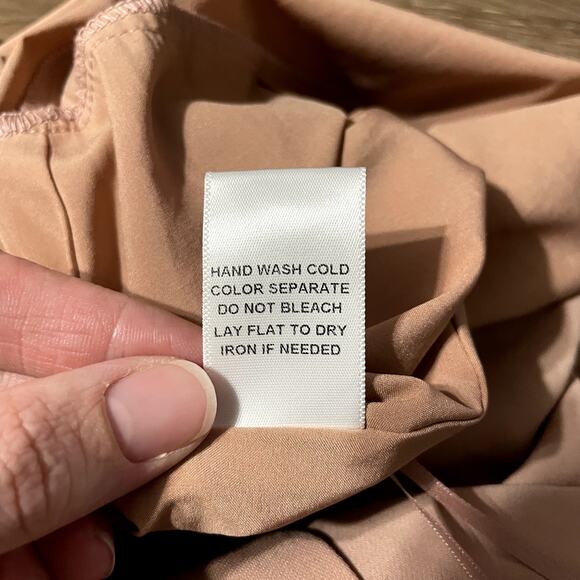 HAND WASH COLD
COLOR SEPARATE
DO NOT BLEACH
LAY FLAT TO DRY
IRON IF NEEDED